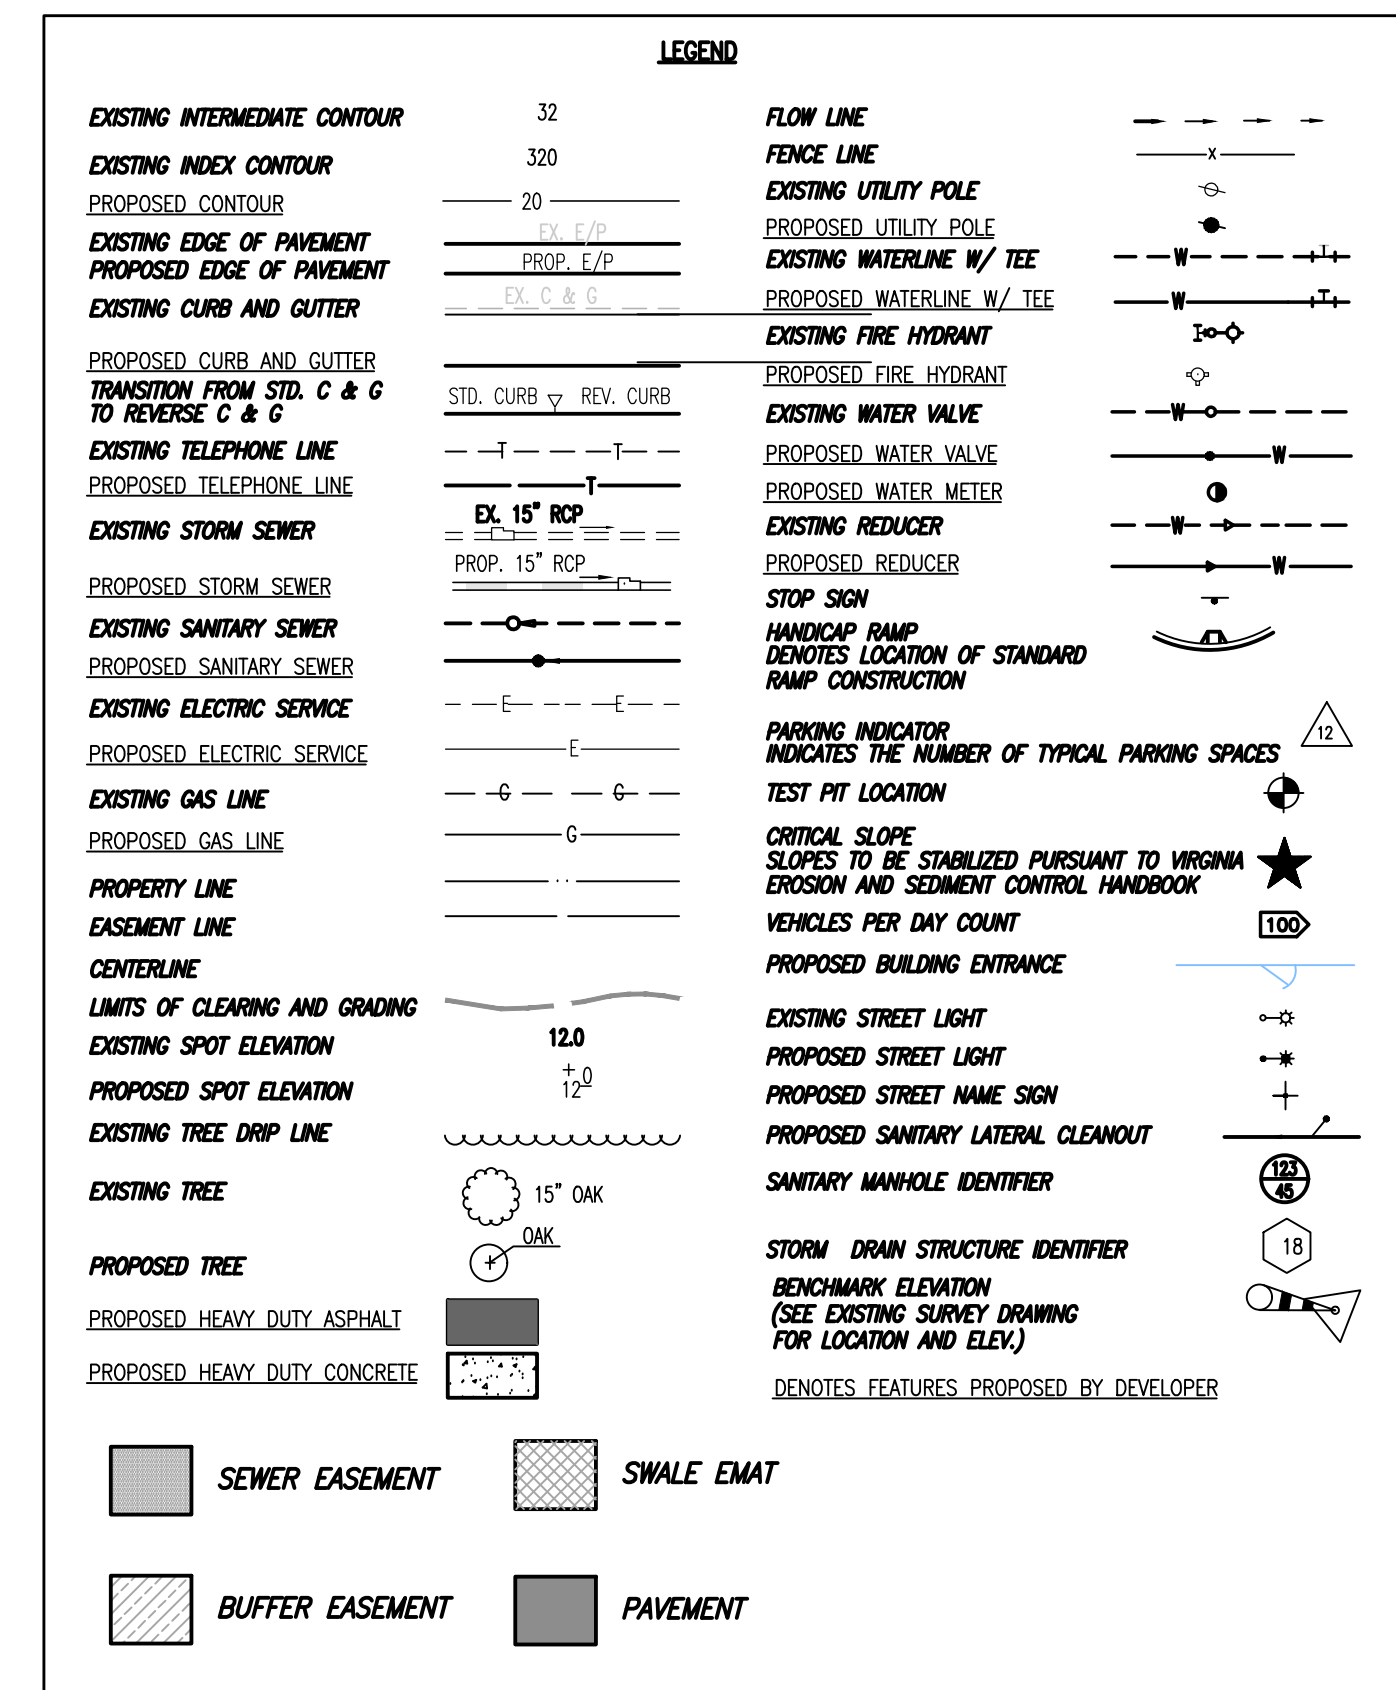 LEGEND
EXISTING INTERMEDIATE CONTOUR 32
EXISTING INDEX CONTOUR 320
PROPOSED CONTOUR 20
EXISTING EDGE OF PAVEMENT EX. E/P
PROPOSED EDGE OF PAVEMENT PROP. E/P
EXISTING CURB AND GUTTER EX. C & G
PROPOSED CURB AND GUTTER
TRANSITION FROM STD. C & G
TO REVERSE C & G STD. CURB REV. CURB
EXISTING TELEPHONE LINE T T
PROPOSED TELEPHONE LINE T
EX. 15" RCP
EXISTING STORM SEWER
PROP. 15" RCP
PROPOSED STORM SEWER
EXISTING SANITARY SEWER
PROPOSED SANITARY SEWER
EXISTING ELECTRIC SERVICE E E
PROPOSED ELECTRIC SERVICE E
EXISTING GAS LINE G G
PROPOSED GAS LINE G
PROPERTY LINE
EASEMENT LINE
CENTERLINE
LIMITS OF CLEARING AND GRADING
EXISTING SPOT ELEVATION 12.0
PROPOSED SPOT ELEVATION 12 0
EXISTING TREE DRIP LINE
EXISTING TREE 15" OAK
OAK
PROPOSED TREE
PROPOSED HEAVY DUTY ASPHALT
PROPOSED HEAVY DUTY CONCRETE
FLOW LINE
FENCE LINE X
EXISTING UTILITY POLE
PROPOSED UTILITY POLE
EXISTING WATERLINE W/ TEE W T
PROPOSED WATERLINE W/ TEE W T
EXISTING FIRE HYDRANT
PROPOSED FIRE HYDRANT
EXISTING WATER VALVE W
PROPOSED WATER VALVE W
PROPOSED WATER METER
EXISTING REDUCER W
PROPOSED REDUCER W
STOP SIGN
HANDICAP RAMP
DENOTES LOCATION OF STANDARD
RAMP CONSTRUCTION
PARKING INDICATOR 12
INDICATES THE NUMBER OF TYPICAL PARKING SPACES
TEST PIT LOCATION
CRITICAL SLOPE
SLOPES TO BE STABILIZED PURSUANT TO VIRGINIA
EROSION AND SEDIMENT CONTROL HANDBOOK
VEHICLES PER DAY COUNT 100
PROPOSED BUILDING ENTRANCE
EXISTING STREET LIGHT
PROPOSED STREET LIGHT
PROPOSED STREET NAME SIGN
PROPOSED SANITARY LATERAL CLEANOUT
SANITARY MANHOLE IDENTIFIER 123
45
STORM DRAIN STRUCTURE IDENTIFIER 18
BENCHMARK ELEVATION
(SEE EXISTING SURVEY DRAWING
FOR LOCATION AND ELEV.)
DENOTES FEATURES PROPOSED BY DEVELOPER
SEWER EASEMENT
SWALE EMAT
BUFFER EASEMENT
PAVEMENT